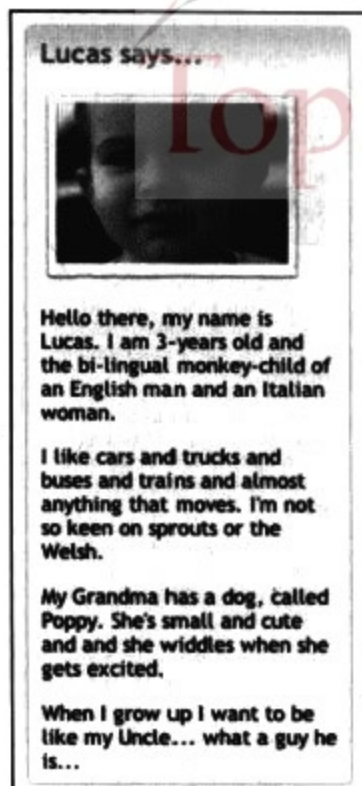 Lucas says...
Top
Hello there, my name is
Lucas. I am 3-years old and
the bi-lingual monkey-child of
an English man and an Italian
woman.
I like cars and trucks and
buses and trains and almost
anything that moves. I'm not
so keen on sprouts or the
Welsh.
My Grandma has a dog, called
Poppy. She's small and cute
and and she widdles when she
gets excited.
When I grow up I want to be
like my Uncle... what a guy he
is...